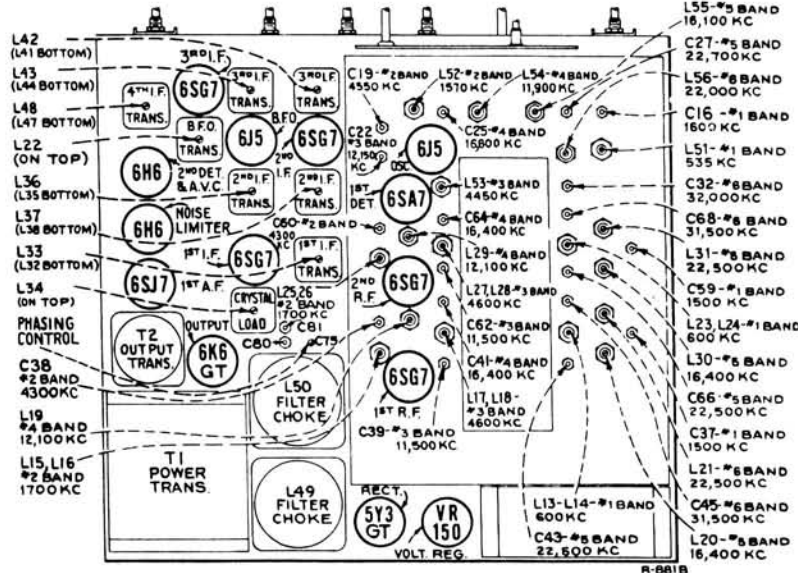 L42
(L41 BOTTOM)
L43
(L44 BOTTOM)
L48
(L47 BOTTOM)
L22
(ON TOP)
L36
(L35 BOTTOM)
L37
(L38 BOTTOM)
L33
(L32 BOTTOM)
L34
(ON TOP)
PHASING
CONTROL
C38
#2 BAND
4300 KC
L19
#4 BAND
12,100 KC
L15, L16
#2 BAND
1700 KC
3RD I.F.
6SG7
3RD I.F.
TRANS.
3RD I.F.
TRANS.
4TH I.F.
TRANS.
B.F.O.
TRANS.
6J5
B.F.O.
2ND I.F.
6SG7
6H6
2ND DET.
& A.V.C.
2ND I.F.
TRANS.
2ND I.F.
TRANS.
6H6
NOISE
LIMITER
C60-#2 BAND
4300
KC
1ST I.F.
6SG7
1ST I.F.
TRANS.
6SJ7
1ST A.F.
CRYSTAL
LOAD
L25,26
#2 BAND
1700 KC
C81
C80
C75
T2
OUTPUT
TRANS.
OUTPUT
6K6
GT
L50
FILTER
CHOKE
T1
POWER
TRANS.
L49
FILTER
CHOKE
RECT.
5Y3
GT
VR
150
VOLT. REG.
C19-#2 BAND
4550 KC
L52-#2 BAND
1570 KC
L54-#4 BAND
11,900 KC
C22
#3 BAND
12,150
KC
C25-#4 BAND
16,800 KC
OSC.
6J5
1ST
DET.
6SA7
L53-#3 BAND
4450 KC
C64-#4 BAND
16,400 KC
L29-#4 BAND
12,100 KC
2ND
R.F.
6SG7
L27, L28-#3 BAND
4600 KC
C62-#3 BAND
11,500 KC
C41-#4 BAND
16,400 KC
6SG7
1ST R.F.
L17, L18-
#3 BAND
4600 KC
C39-#3 BAND
11,500 KC
L13-L14-#1 BAND
600 KC
C43-#5 BAND
22,500 KC
L55-#5 BAND
16,100 KC
C27-#5 BAND
22,700 KC
L56-#6 BAND
22,000 KC
C16-#1 BAND
1600 KC
L51-#1 BAND
535 KC
C32-#6 BAND
32,000 KC
C68-#6 BAND
31,500 KC
L31-#6 BAND
22,500 KC
C59-#1 BAND
1500 KC
L23, L24-#1 BAND
600 KC
L30-#5 BAND
16,400 KC
C66-#5 BAND
22,500 KC
C37-#1 BAND
1500 KC
L21-#6 BAND
22,500 KC
C45-#6 BAND
31,500 KC
L20-#5 BAND
16,400 KC
R-881B